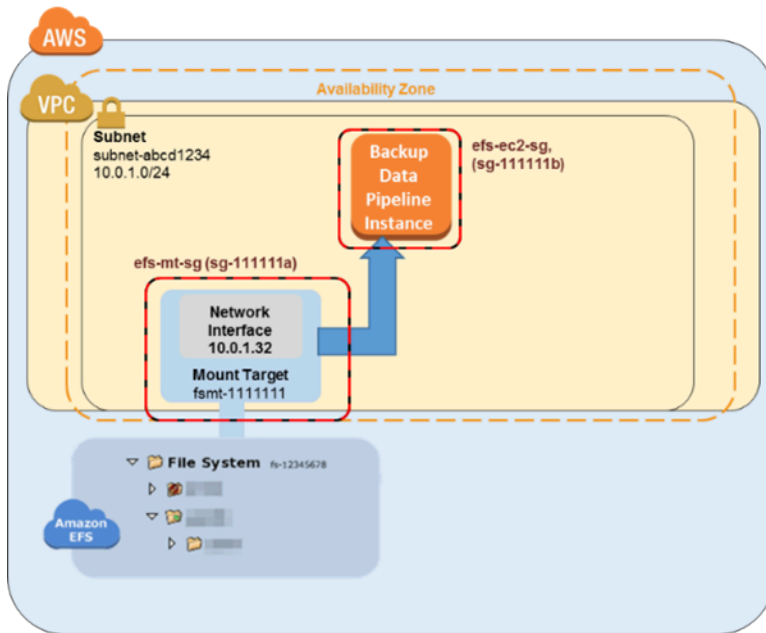 AWS
VPC
Availability Zone
Subnet
subnet-abcd1234
10.0.1.0/24
Backup
Data
Pipeline
Instance
efs-ec2-sg,
(sg-111111b)
efs-mt-sg (sg-111111a)
Network
Interface
10.0.1.32
Mount Target
fsmt-1111111
File System fs-12345678
Amazon
EFS